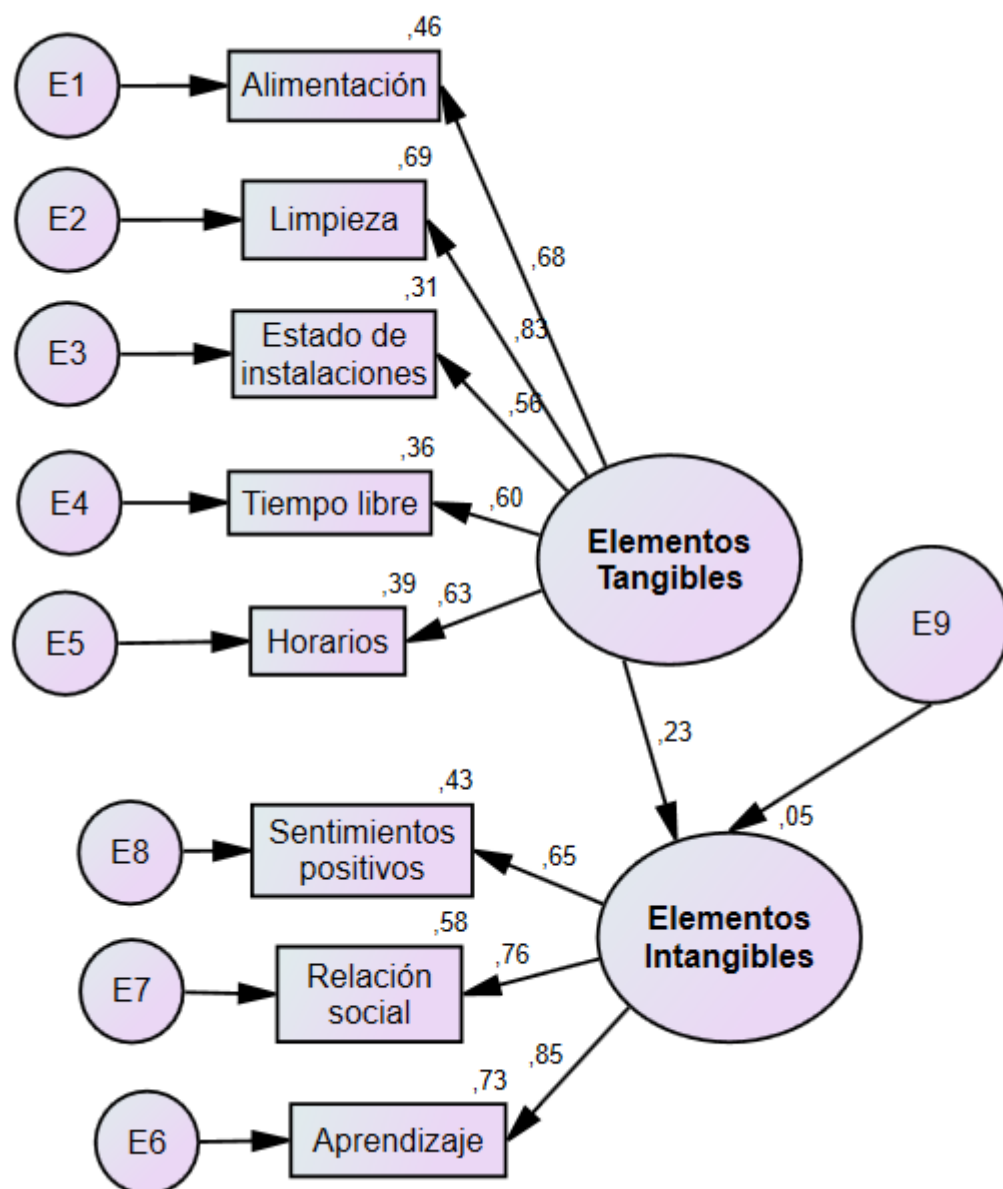 ,46
E1
Alimentación
,69
E2
Limpieza
,68
,31
,83
E3
Estado de
instalaciones
,56
,36
E4
Tiempo libre
,60
Elementos
Tangibles
,39
,63
E5
Horarios
E9
,23
,43
,05
E8
Sentimientos
positivos
,65
Elementos
Intangibles
,58
,76
E7
Relación
social
,85
,73
E6
Aprendizaje